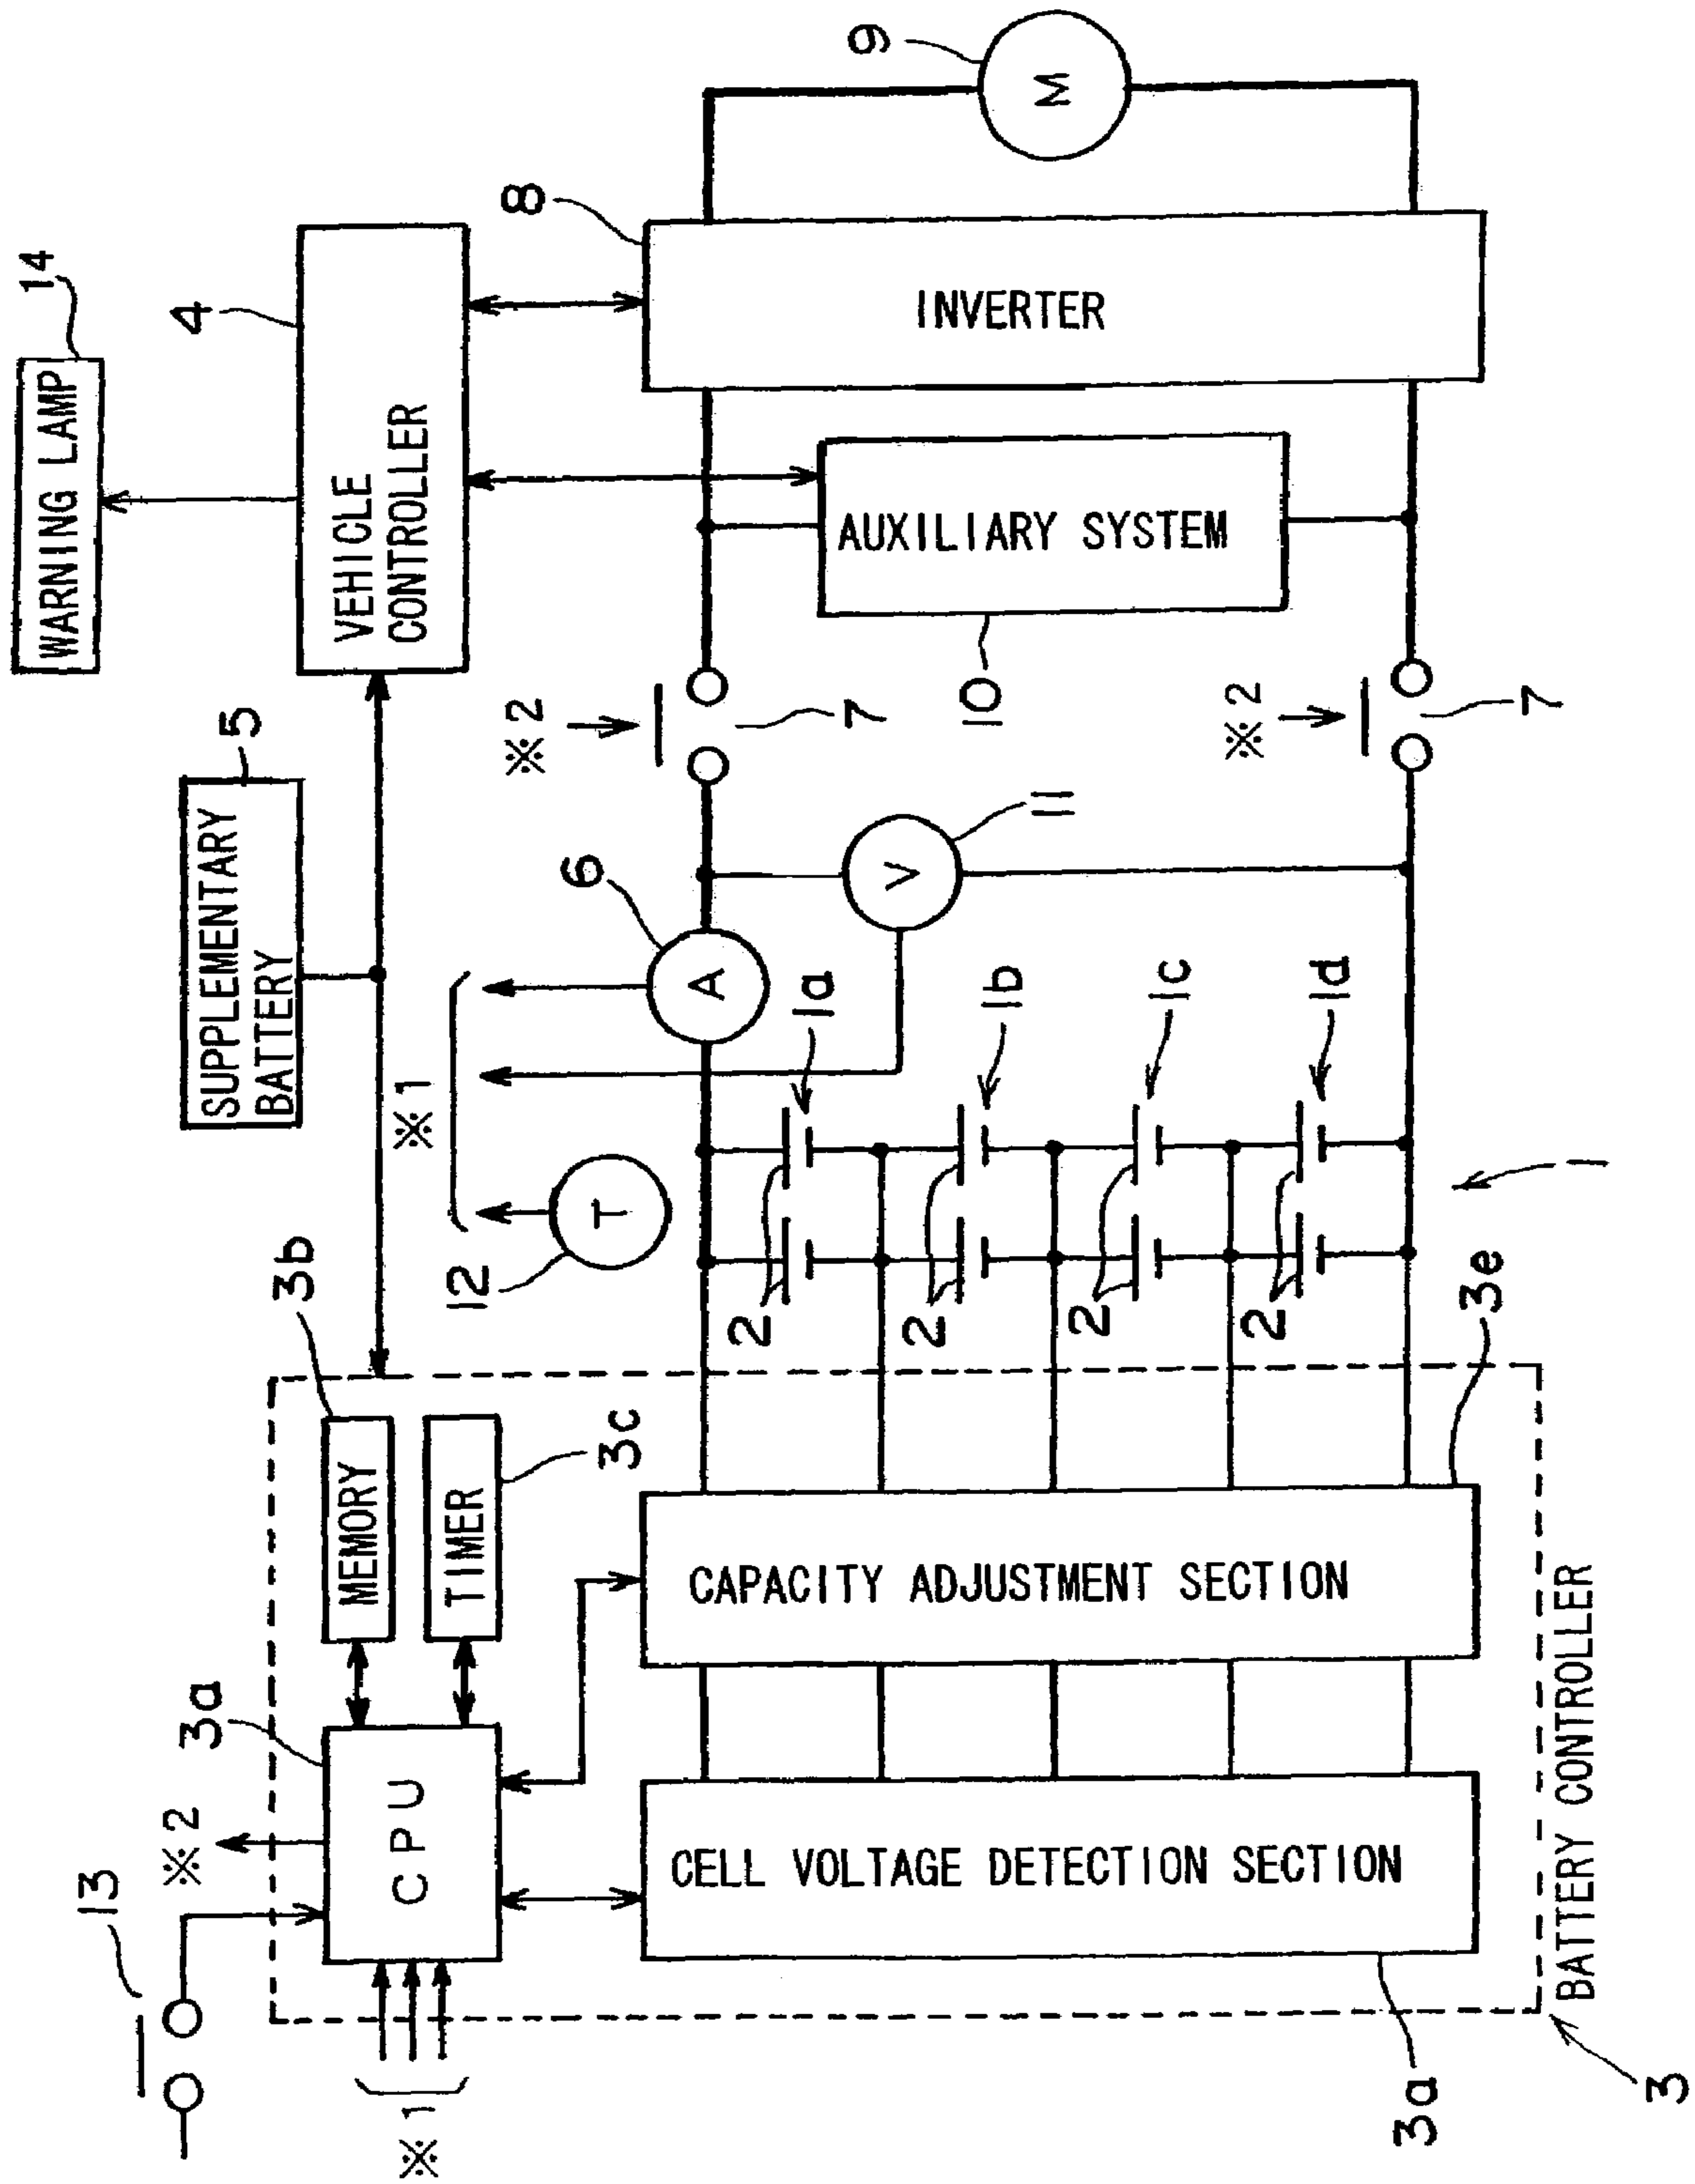 13
※2
3a
3b
CPU
MEMORY
TIMER
3c
※1
SUPPLEMENTARY
BATTERY
5
WARNING LAMP
14
4
VEHICLE
CONTROLLER
※1
12
T
6
A
※2
7
8
INVERTER
9
M
V
11
AUXILIARY SYSTEM
10
※2
7
CELL VOLTAGE DETECTION SECTION
CAPACITY ADJUSTMENT SECTION
2
1a
2
1b
2
1c
2
1d
3e
1
3a
BATTERY CONTROLLER
3